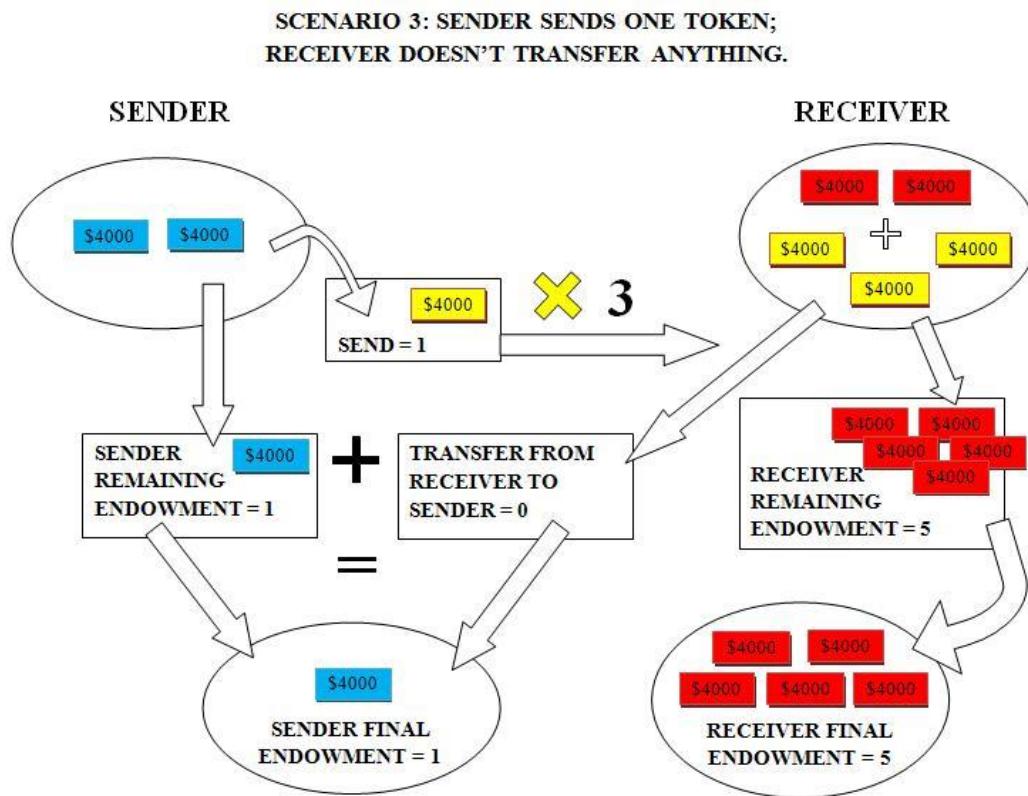 SCENARIO 3: SENDER SENDS ONE TOKEN;
RECEIVER DOESN'T TRANSFER ANYTHING.
SENDER
RECEIVER
$4000 $4000
$4000 $4000
$4000 $4000
$4000
$4000
SEND = 1
3
SENDER
REMAINING
ENDOWMENT = 1
$4000
+
TRANSFER FROM
RECEIVER TO
SENDER = 0
=
$4000 $4000
$4000 $4000
$4000
RECEIVER
REMAINING
ENDOWMENT = 5
$4000
SENDER FINAL
ENDOWMENT = 1
$4000 $4000
$4000 $4000 $4000
RECEIVER FINAL
ENDOWMENT = 5